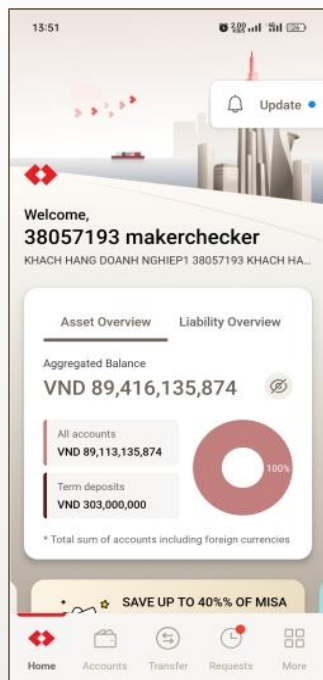 13:51
Update
Welcome,
38057193 makerchecker
KHACH HANG DOANH NGHIEP1 38057193 KHACH HA...
Asset Overview Liability Overview
Aggregated Balance
VND 89,416,135,874
All accounts
VND 89,113,135,874
100%
Term deposits
VND 303,000,000
* Total sum of accounts including foreign currencies
SAVE UP TO 40%% OF MISA
Home Accounts Transfer Requests More